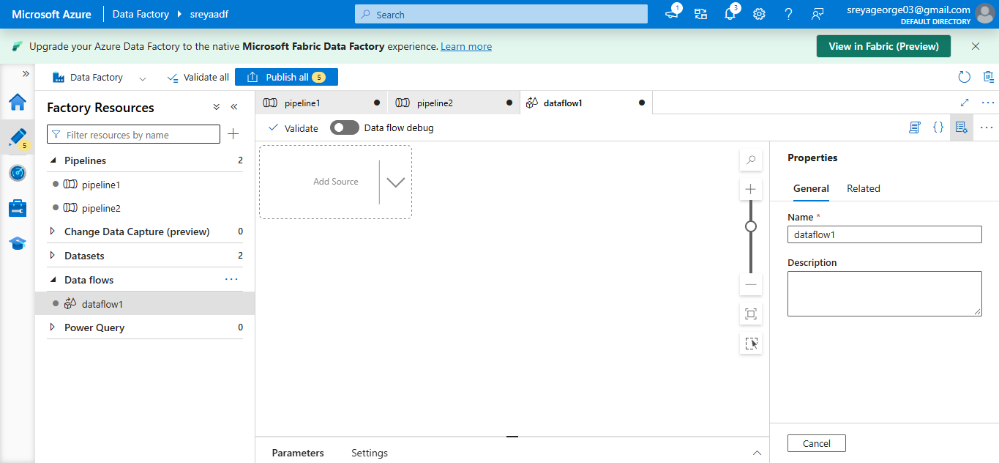 Microsoft Azure
Data Factory
sreyaadf
Search
1
3
sreyageorge03@gmail.com
DEFAULT DIRECTORY
Upgrade your Azure Data Factory to the native Microsoft Fabric Data Factory experience. Learn more
View in Fabric (Preview)
Data Factory
Validate all
Publish all 5
5
Factory Resources
Filter resources by name
Pipelines 2
pipeline1
pipeline2
Change Data Capture (preview) 0
Datasets 2
Data flows
dataflow1
Power Query 0
pipeline1
pipeline2
dataflow1
Validate
Data flow debug
Add Source
Parameters
Settings
Properties
General
Related
Name *
dataflow1
Description
Cancel